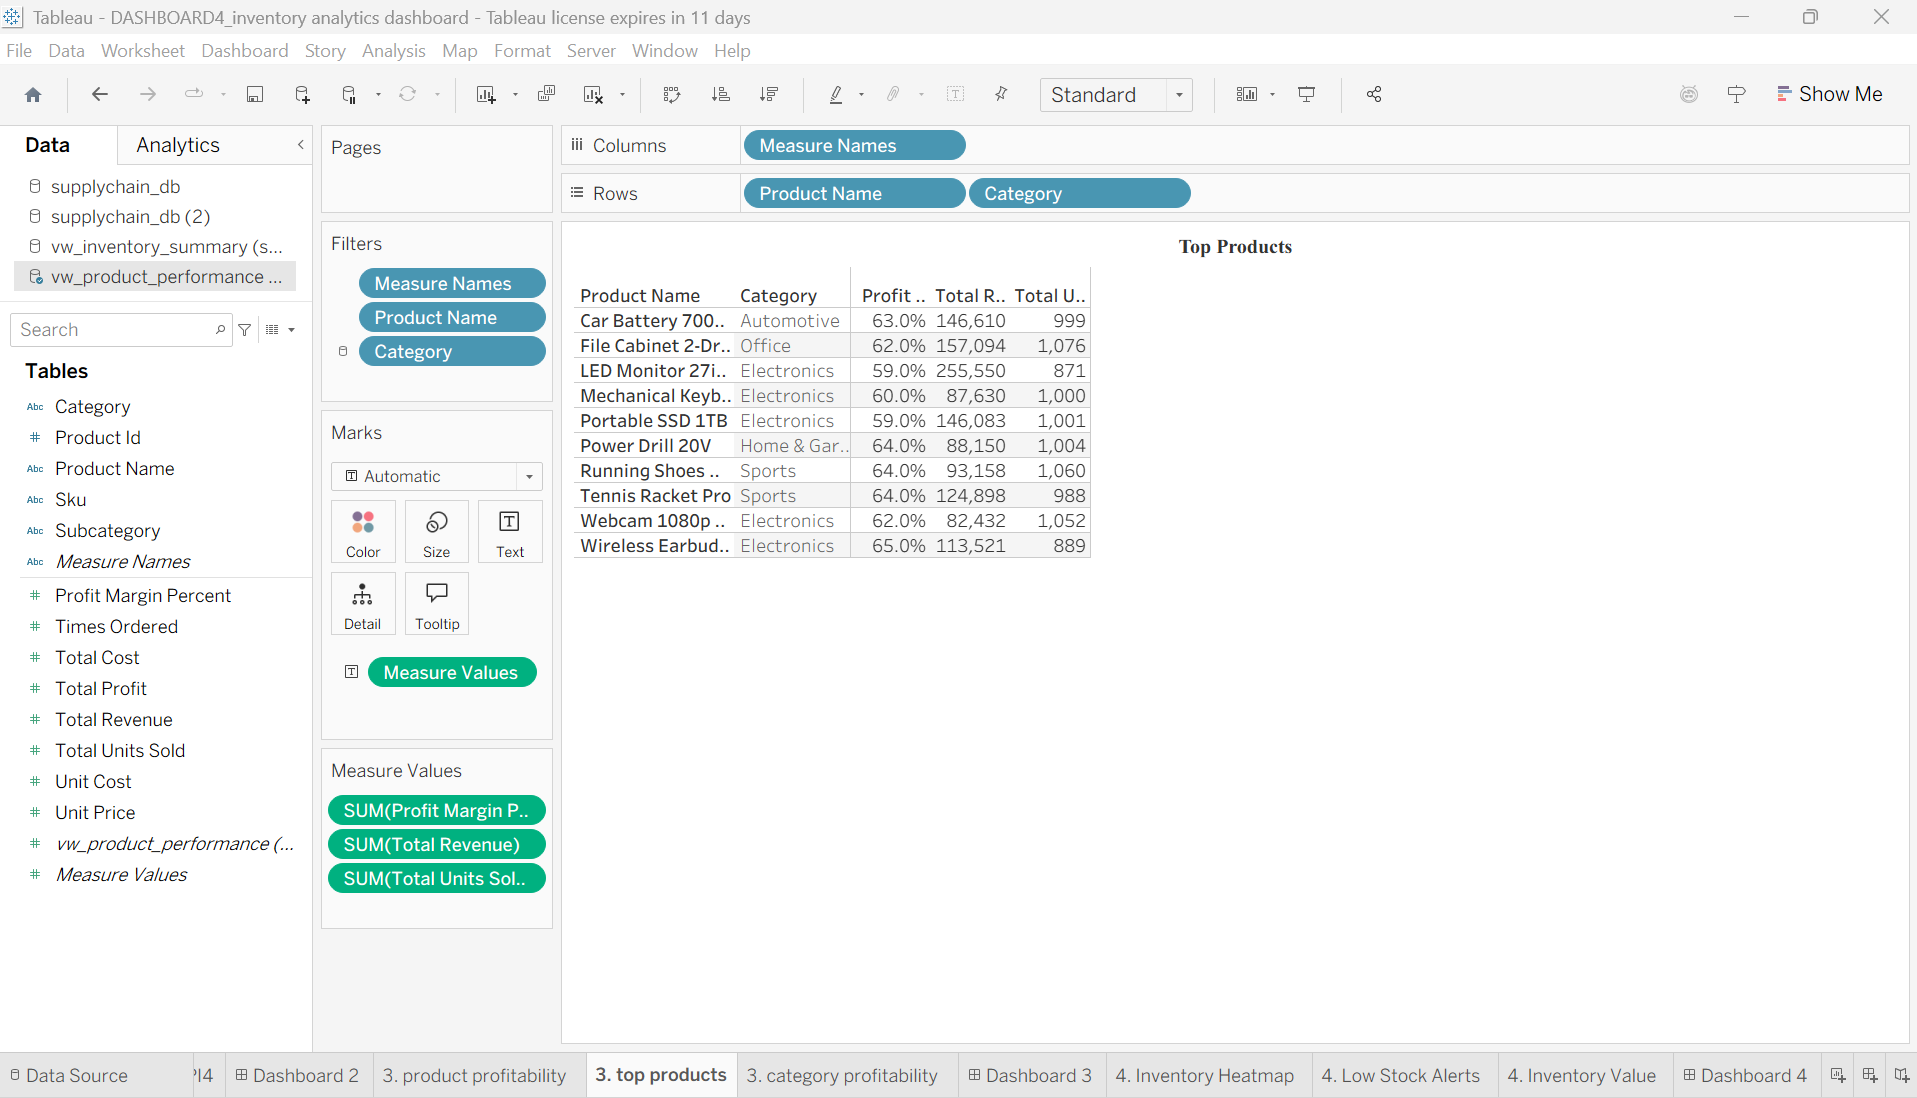 Tableau - DASHBOARD4_inventory analytics dashboard - Tableau license expires in 11 days
File Data Worksheet Dashboard Story Analysis Map Format Server Window Help
Standard
Show Me
Data Analytics
supplychain_db
supplychain_db (2)
vw_inventory_summary (s...
vw_product_performance ...
Search
Tables
Abc Category
# Product Id
Abc Product Name
Abc Sku
Abc Subcategory
Abc Measure Names
# Profit Margin Percent
# Times Ordered
# Total Cost
# Total Profit
# Total Revenue
# Total Units Sold
# Unit Cost
# Unit Price
# vw_product_performance (...
# Measure Values
Pages
Filters
Measure Names
Product Name
Category
Marks
Automatic
Color Size Text
Detail Tooltip
Measure Values
Measure Values
SUM(Profit Margin P..
SUM(Total Revenue)
SUM(Total Units Sol..
Columns Measure Names
Rows Product Name Category
Top Products
Product Name Category Profit .. Total R.. Total U..
Car Battery 700.. Automotive 63.0% 146,610 999
File Cabinet 2-Dr.. Office 62.0% 157,094 1,076
LED Monitor 27i.. Electronics 59.0% 255,550 871
Mechanical Keyb.. Electronics 60.0% 87,630 1,000
Portable SSD 1TB Electronics 59.0% 146,083 1,001
Power Drill 20V Home & Gar.. 64.0% 88,150 1,004
Running Shoes .. Sports 64.0% 93,158 1,060
Tennis Racket Pro Sports 64.0% 124,898 988
Webcam 1080p .. Electronics 62.0% 82,432 1,052
Wireless Earbud.. Electronics 65.0% 113,521 889
Data Source PI4 Dashboard 2 3. product profitability 3. top products 3. category profitability Dashboard 3 4. Inventory Heatmap 4. Low Stock Alerts 4. Inventory Value Dashboard 4